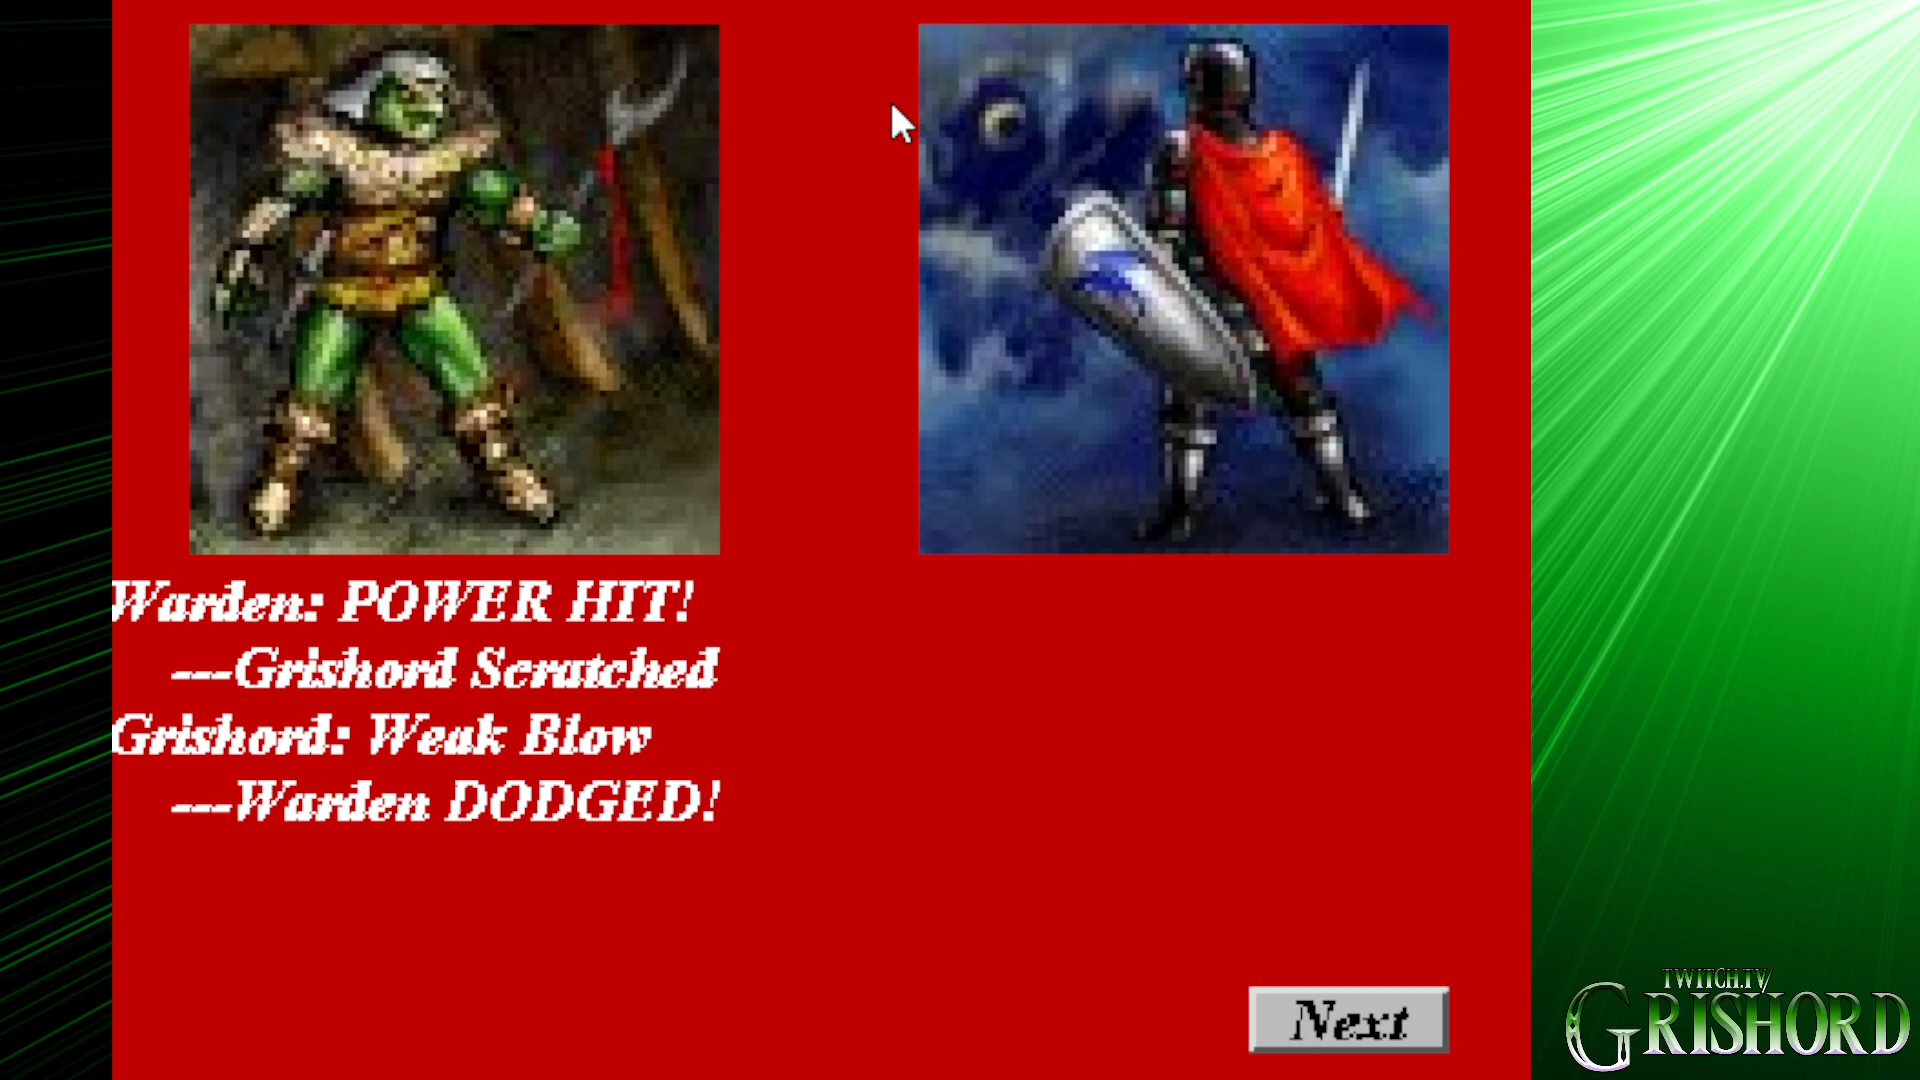 Warden: POWER HIT!
---Grishord Scratched
Grishord: Weak Blow
---Warden DODGED!
Next
TWITCH.TV/
GRISHORD